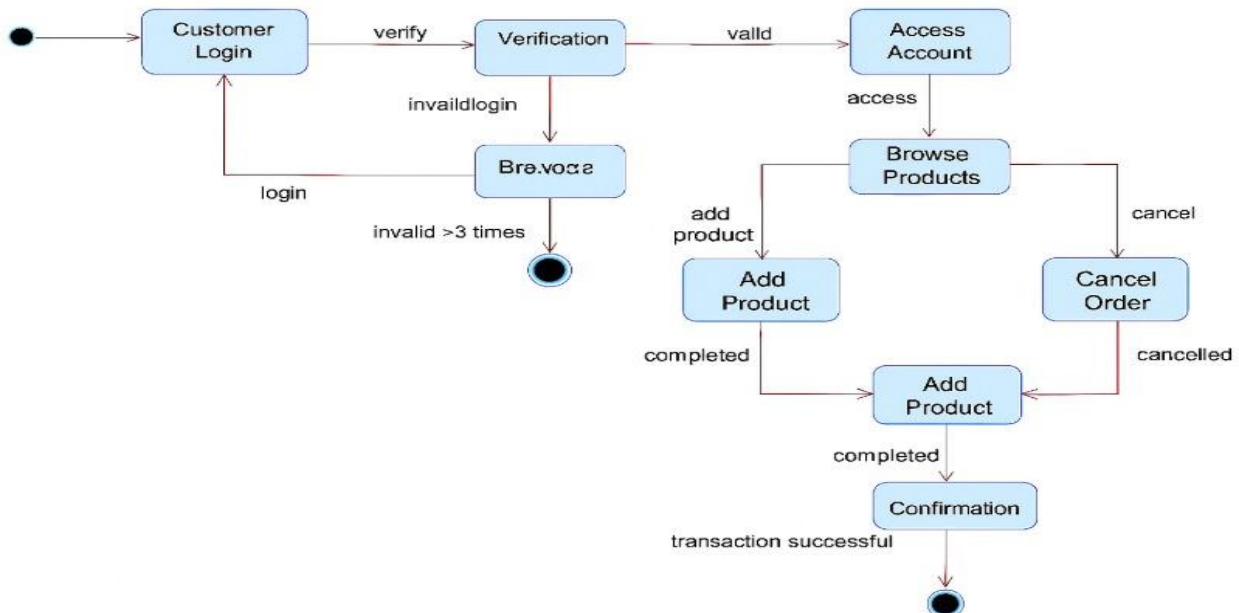 Customer
Login
verify
Verification
valId
Access
Account
invaildlogin
access
login
Browse
Products
invalid >3 times
add
product
cancel
Add
Product
Cancel
Order
completed
cancelled
Add
Product
completed
Confirmation
transaction successful